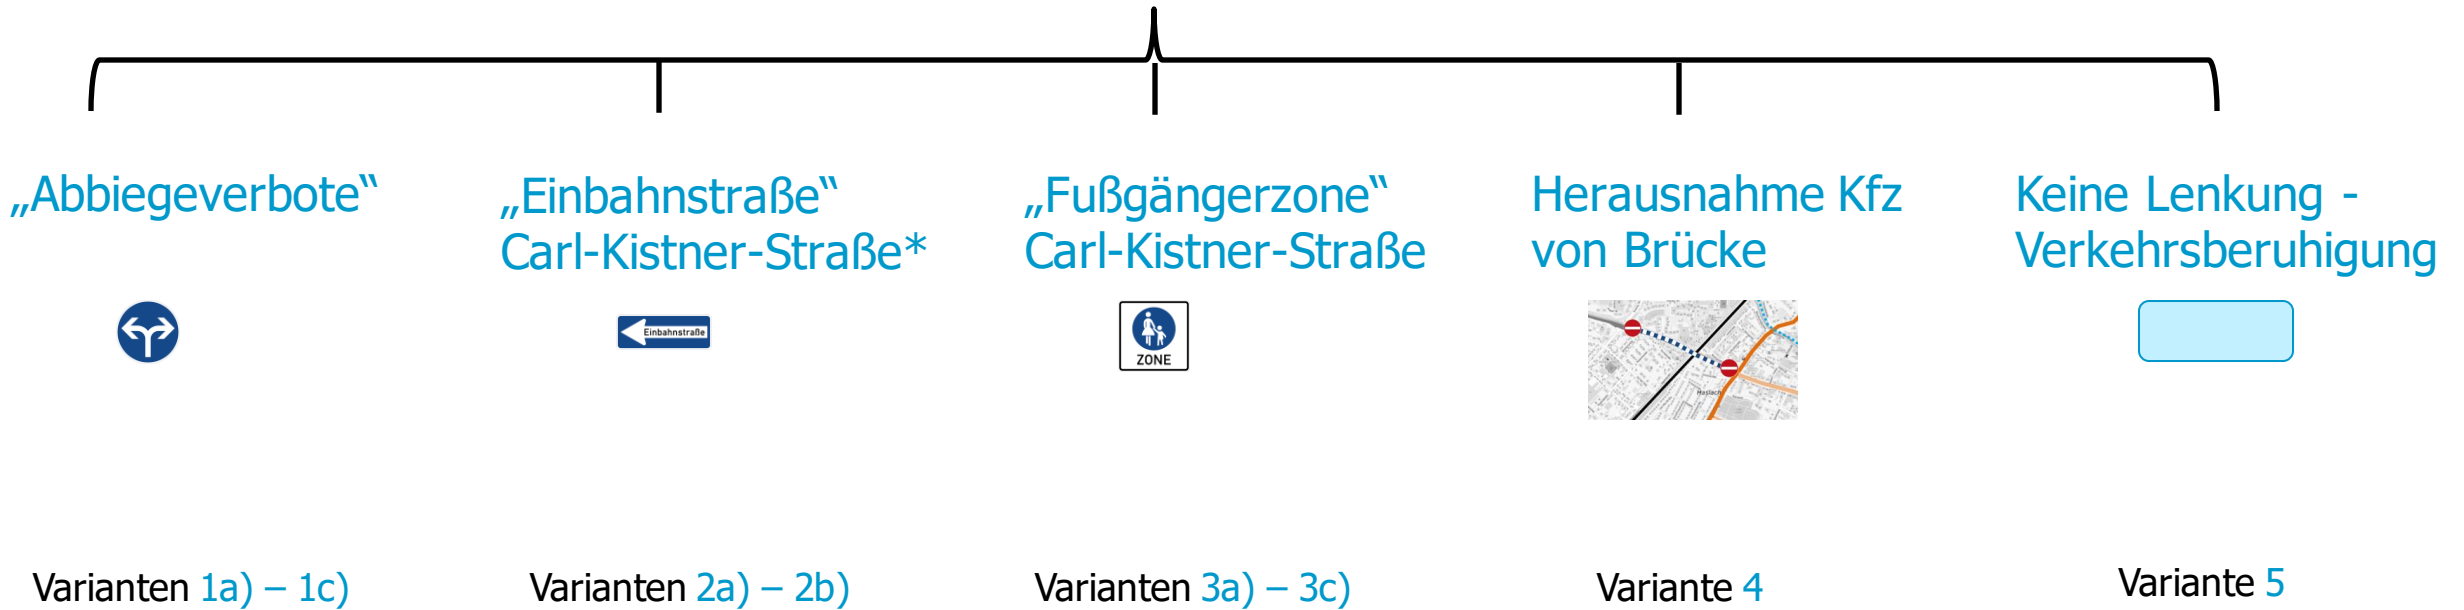 „Abbiegeverbote“
„Einbahnstraße“
Carl-Kistner-Straße*
„Fußgängerzone“
Carl-Kistner-Straße
Herausnahme Kfz
von Brücke
Keine Lenkung -
Verkehrsberuhigung
Einbahnstraße
ZONE
Haslach
Varianten 1a) – 1c)
Varianten 2a) – 2b)
Varianten 3a) – 3c)
Variante 4
Variante 5